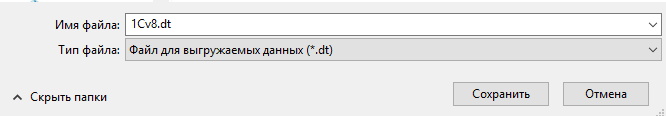 Имя файла: 1Cv8.dt
Тип файла: Файл для выгружаемых данных (*.dt)
Скрыть папки Сохранить Отмена